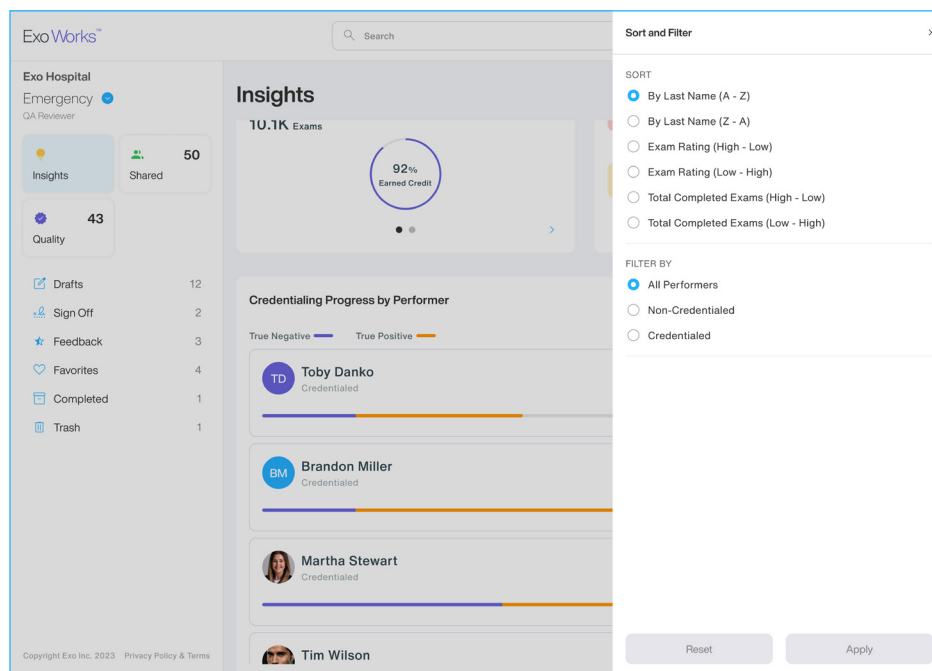 Exo Works™
Search
Exo Hospital
Emergency
QA Reviewer
Insights
50
Shared
43
Quality
Drafts 12
Sign Off 2
Feedback 3
Favorites 4
Completed 1
Trash 1
Copyright Exo Inc. 2023 Privacy Policy & Terms
Insights
10.1K Exams
92%
Earned Credit
Credentialing Progress by Performer
True Negative True Positive
TD
Toby Danko
Credentialed
BM
Brandon Miller
Credentialed
Martha Stewart
Credentialed
Tim Wilson
Sort and Filter
SORT
By Last Name (A - Z)
By Last Name (Z - A)
Exam Rating (High - Low)
Exam Rating (Low - High)
Total Completed Exams (High - Low)
Total Completed Exams (Low - High)
FILTER BY
All Performers
Non-Credentialed
Credentialed
Reset
Apply